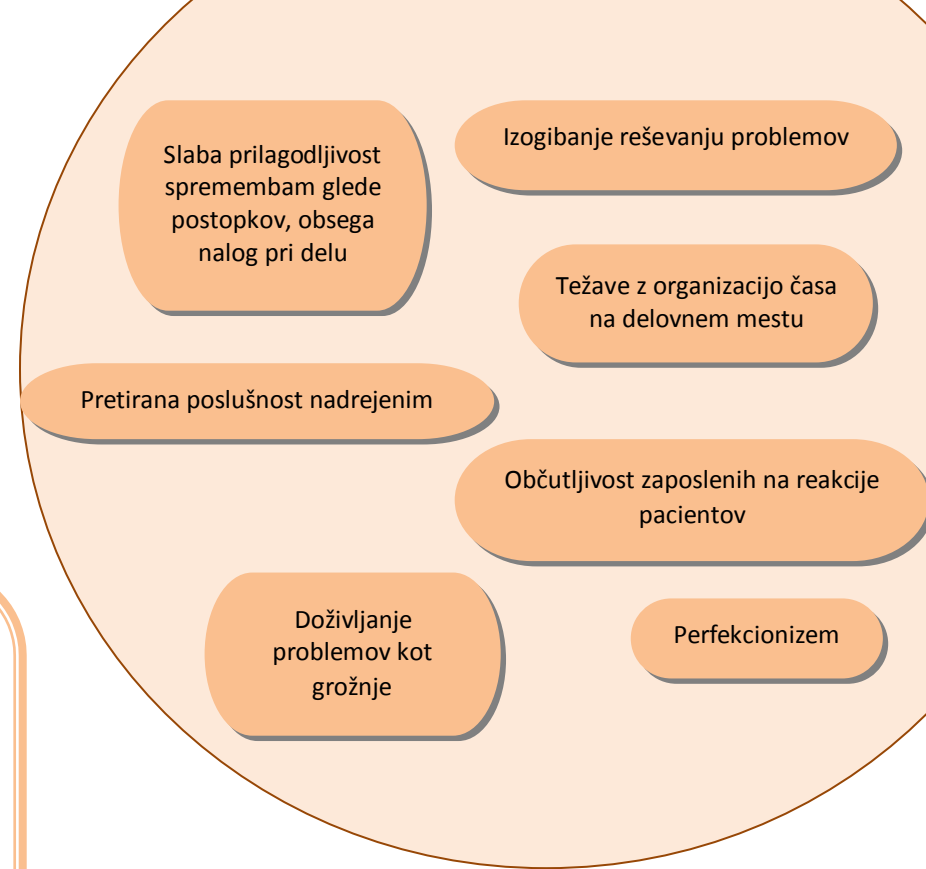 Slaba prilagodljivost
spremembam glede
postopkov, obsega
nalog pri delu
Izogibanje reševanju problemov
Težave z organizacijo časa
na delovnem mestu
Pretirana poslušnost nadrejenim
Občutljivost zaposlenih na reakcije
pacientov
Doživljanje
problemov kot
grožnje
Perfekcionizem